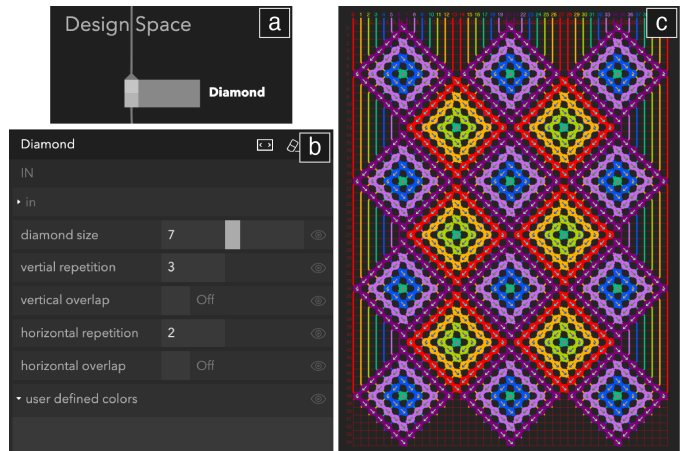 Design Space
a
Diamond
Diamond
b
IN
in
diamond size 7
vertial repetition 3
vertical overlap Off
horizontal repetition 2
horizontal overlap Off
user defined colors
c